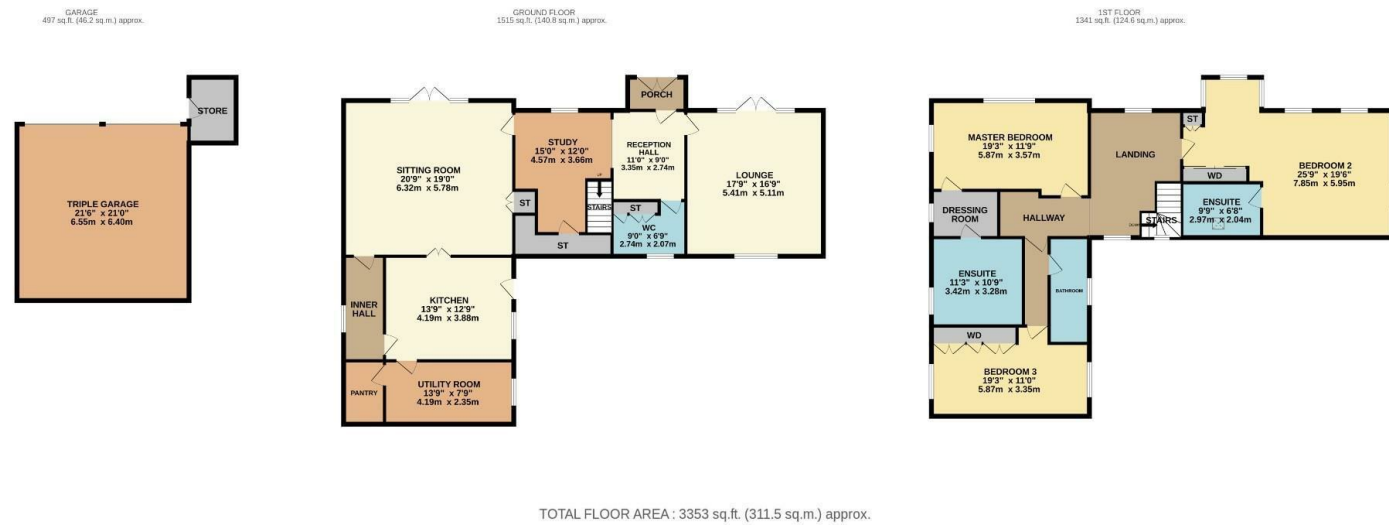 GARAGE
497 sq.ft. (46.2 sq.m.) approx.
STORE
TRIPLE GARAGE
21'6" x 21'0"
6.55m x 6.40m
GROUND FLOOR
1515 sq.ft. (140.8 sq.m.) approx.
PORCH
SITTING ROOM
20'9" x 19'0"
6.32m x 5.78m
STUDY
15'0" x 12'0"
4.57m x 3.66m
RECEPTION
HALL
11'0" x 9'0"
3.35m x 2.74m
LOUNGE
17'9" x 16'9"
5.41m x 5.11m
ST
STAIRS
ST
ST
WC
9'0" x 6'9"
2.74m x 2.07m
INNER
HALL
KITCHEN
13'9" x 12'9"
4.19m x 3.88m
PANTRY
UTILITY ROOM
13'9" x 7'9"
4.19m x 2.35m
1ST FLOOR
1341 sq.ft. (124.6 sq.m.) approx.
MASTER BEDROOM
19'3" x 11'9"
5.87m x 3.57m
LANDING
ST
WD
BEDROOM 2
25'9" x 19'6"
7.85m x 5.95m
ENSUITE
9'9" x 6'8"
2.97m x 2.04m
DRESSING
ROOM
HALLWAY
STAIRS
ENSUITE
11'3" x 10'9"
3.42m x 3.28m
BATHROOM
WD
BEDROOM 3
19'3" x 11'0"
5.87m x 3.35m
TOTAL FLOOR AREA : 3353 sq.ft. (311.5 sq.m.) approx.